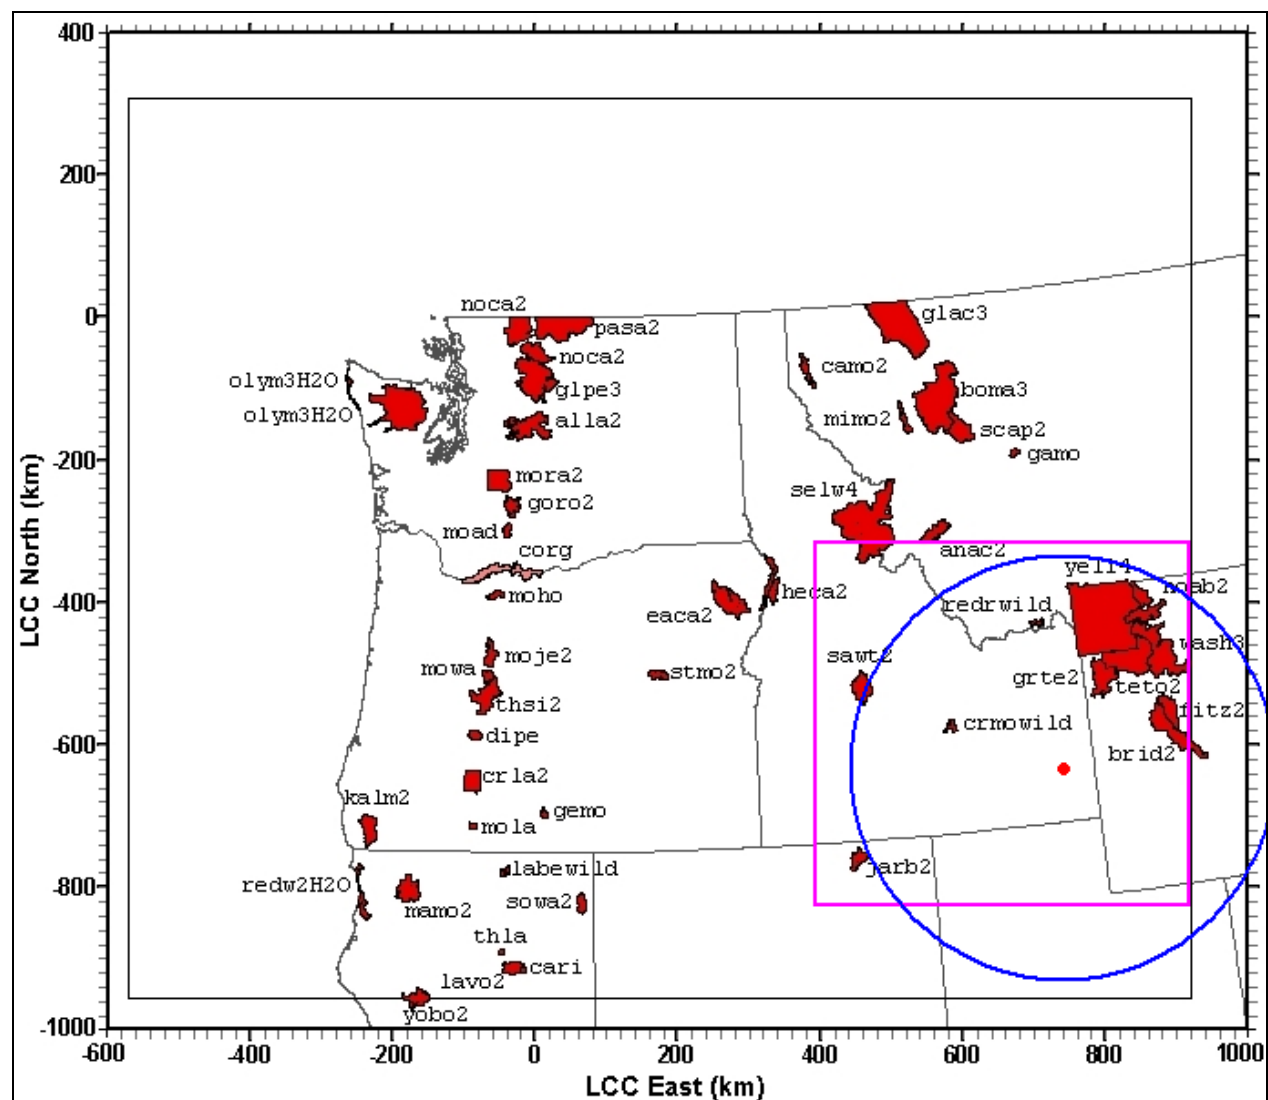 400
200
0
-200
-400
-600
-800
-1000
LCC North (km)
noca2
pasa2
glac3
noca2
camo2
olym3H2O
glpe3
boma3
olym3H2O
alla2
mimo2
scap2
gamo
mora2
selw4
goro2
moad
corg
anac2
yell4
moho
heca2
noab2
eaca2
redrwild
moje2
wash3
mowa
stmo2
sawt2
grte2
teto2
thsi2
fitz2
dipe
crmowild
brid2
crla2
kalm2
gemo
mola
labewild
jarb2
redw2H2O
mamo2
sowa2
thla
cari
lavo2
yobo2
-600
-400
-200
0
200
400
600
800
1000
LCC East (km)